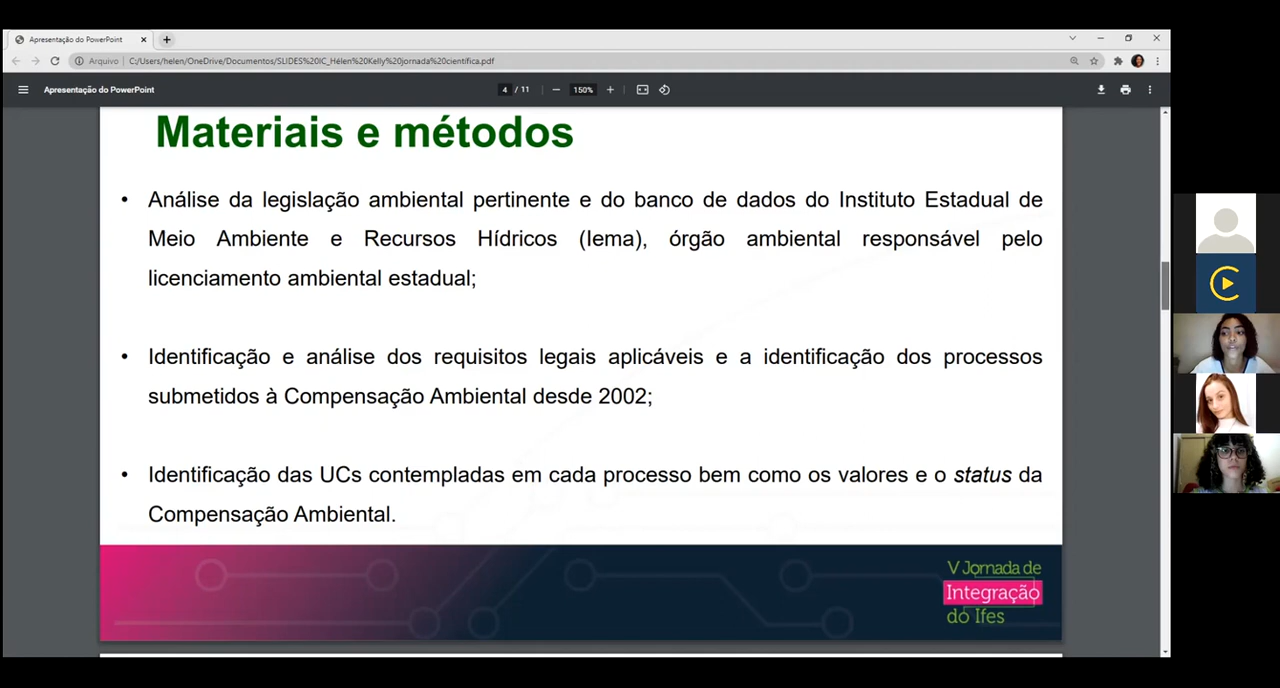 Apresentação do PowerPoint
Arquivo C:/Users/helen/OneDrive/Documentos/SLIDES%20IC_Hélen%20Kelly%20jornada%20científica.pdf
Apresentação do PowerPoint 4 / 11 150%
Materiais e métodos
• Análise da legislação ambiental pertinente e do banco de dados do Instituto Estadual de
Meio Ambiente e Recursos Hídricos (Iema), órgão ambiental responsável pelo
licenciamento ambiental estadual;
• Identificação e análise dos requisitos legais aplicáveis e a identificação dos processos
submetidos à Compensação Ambiental desde 2002;
• Identificação das UCs contempladas em cada processo bem como os valores e o status da
Compensação Ambiental.
V Jornada de
Integração
do Ifes